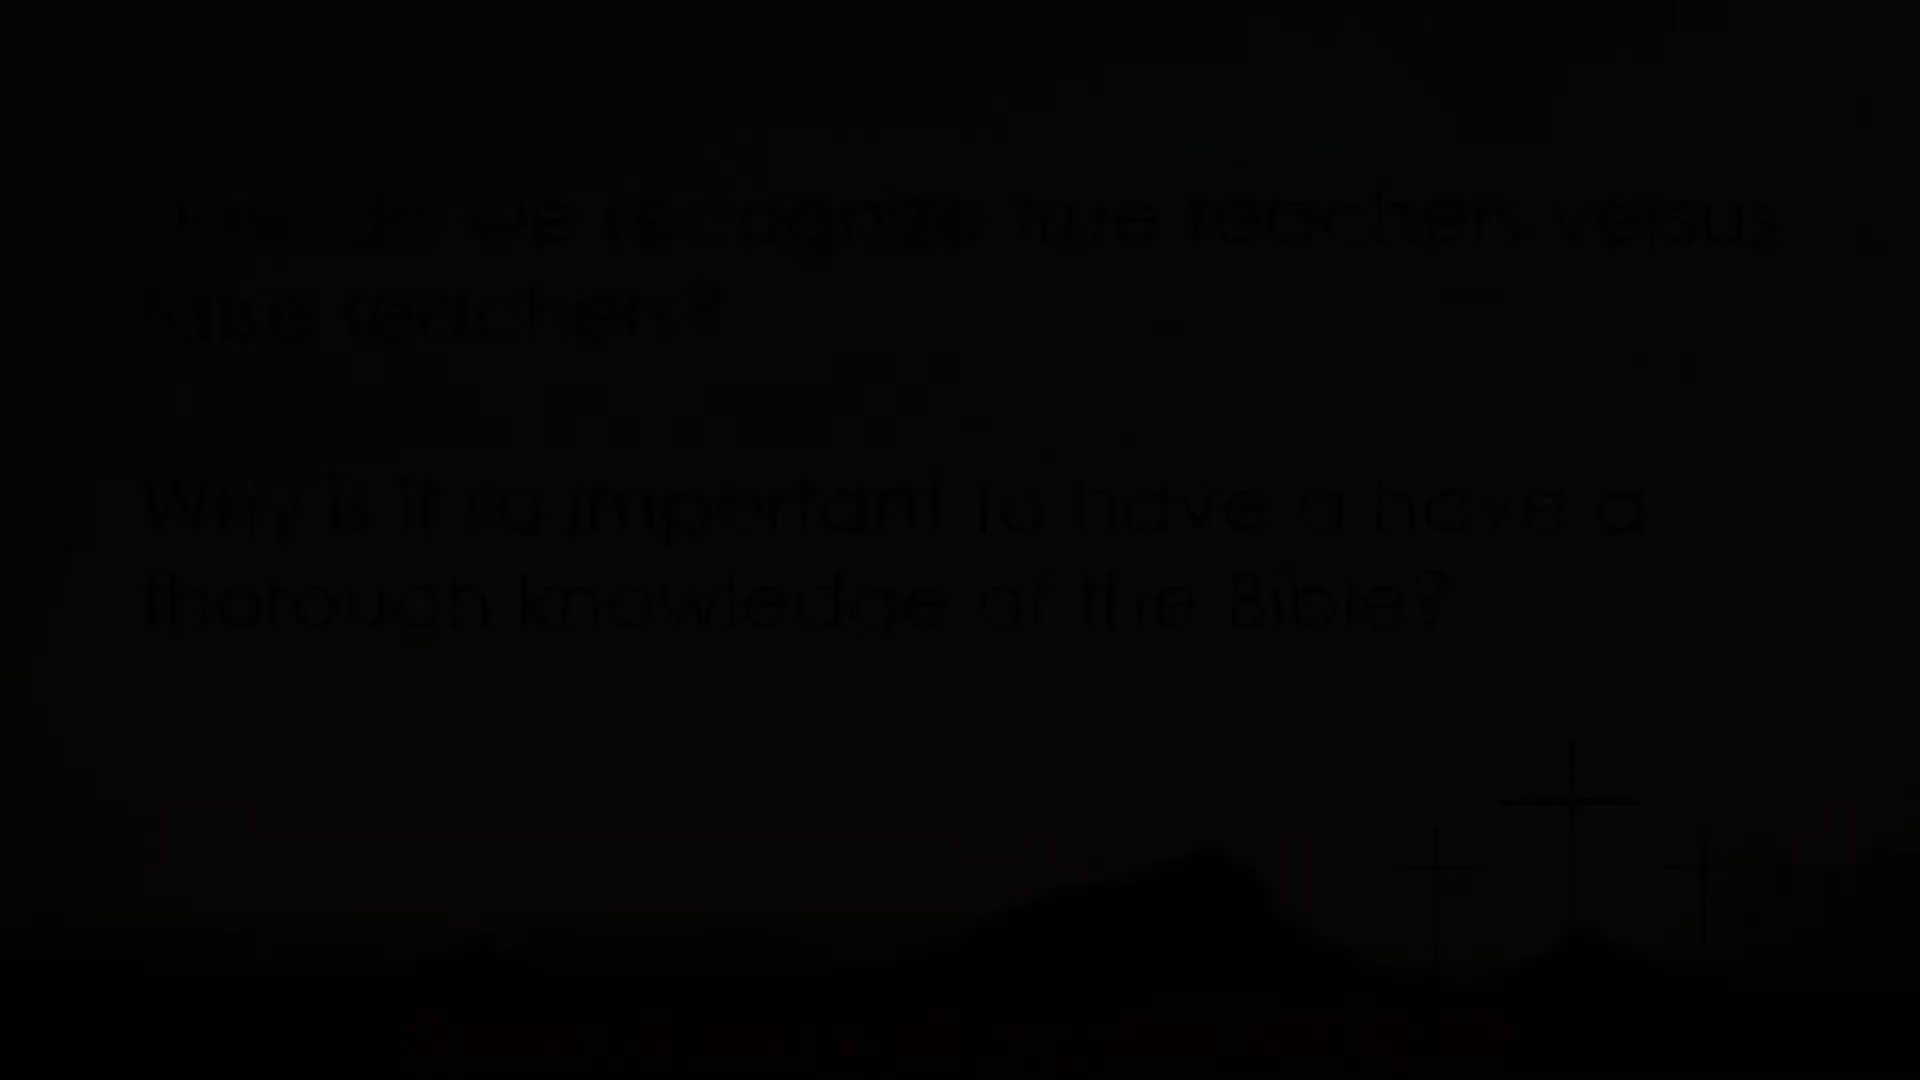 How do we recognize true teachers versus
false teachers?
Why is it so important to have a have a
thorough knowledge of the Bible?